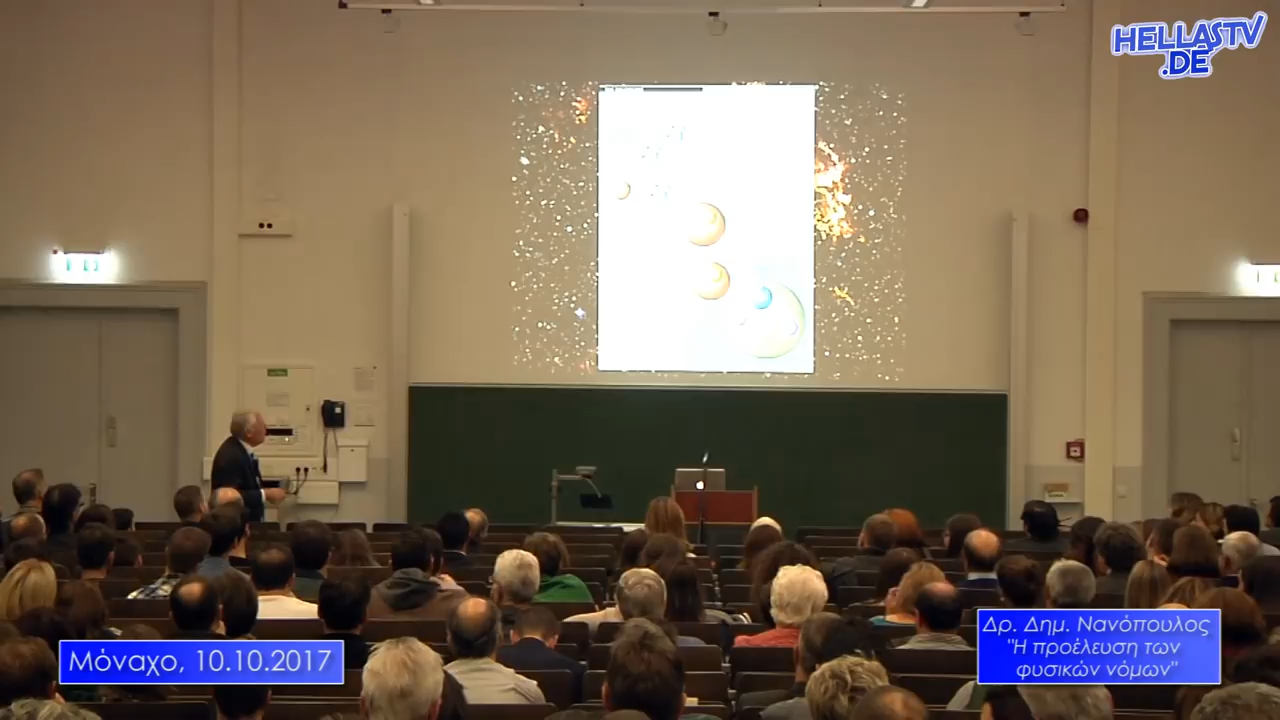 HELLASTV
.DE
Μόναχο, 10.10.2017
Δρ. Δημ. Νανόπουλος
"Η προέλευση των
φυσικών νόμων"